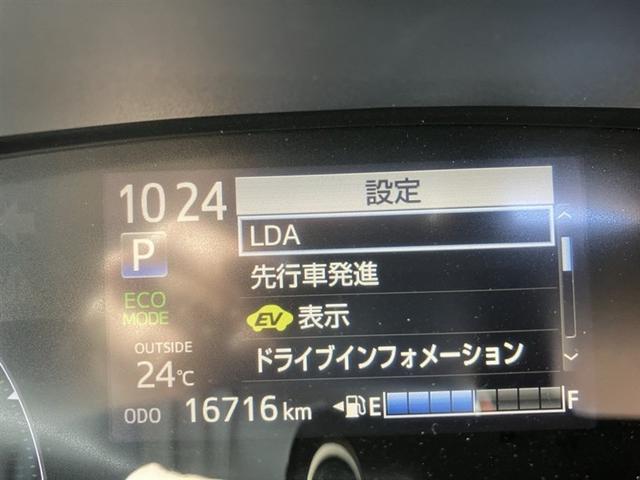 10 24
設定
LDA
P
先行車発進
ECO
MODE
EV 表示
OUTSIDE
24℃
ドライブインフォメーション
ODO 16716 km
E F